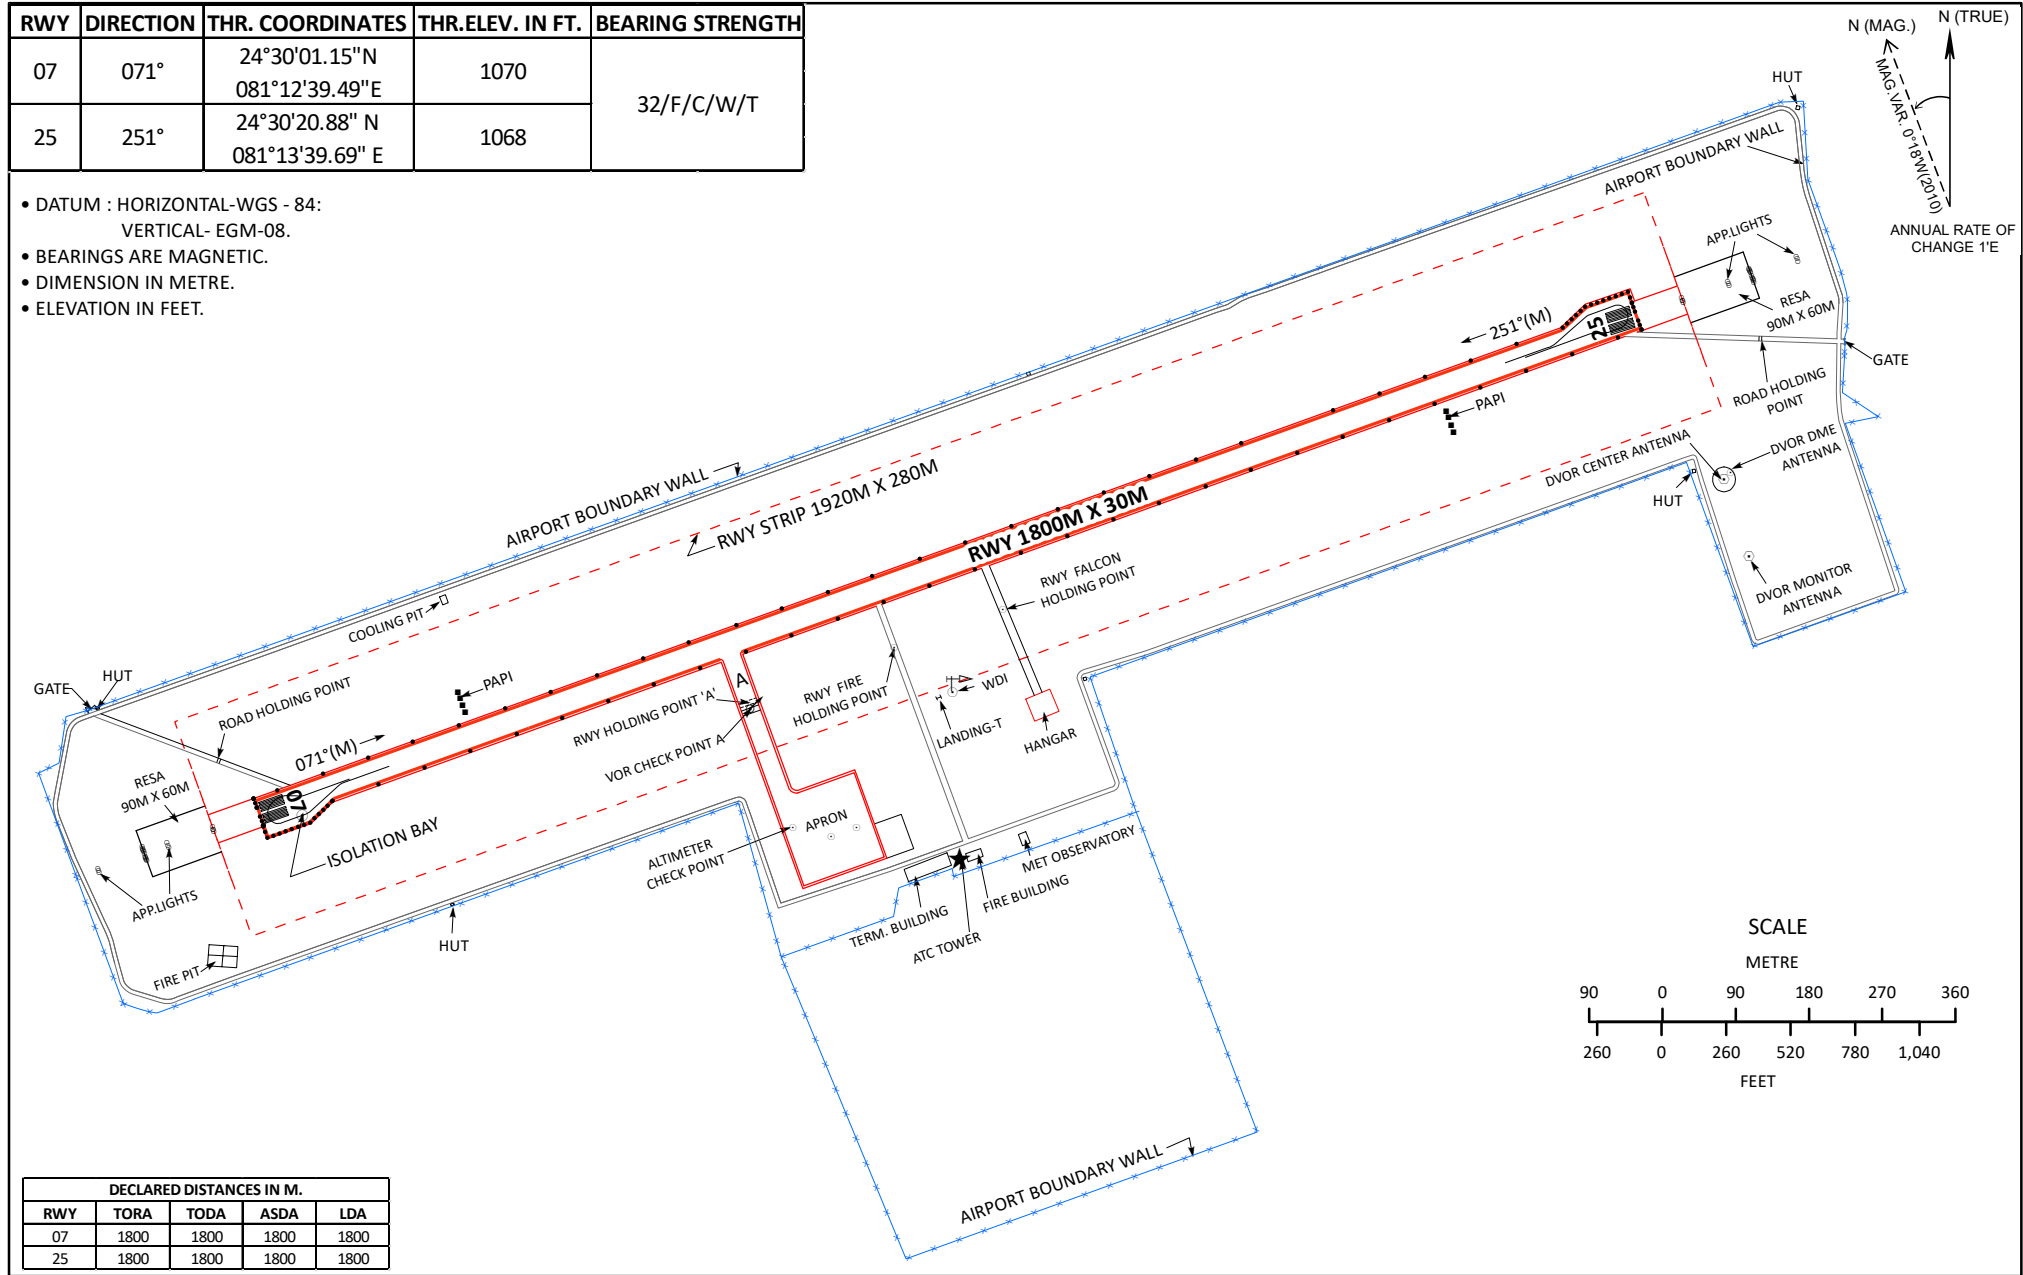 RWY DIRECTION THR. COORDINATES THR.ELEV. IN FT. BEARING STRENGTH
07 071° 24°30'01.15"N 1070 32/F/C/W/T
081°12'39.49"E
25 251° 24°30'20.88" N 1068
081°13'39.69" E
• DATUM : HORIZONTAL-WGS - 84:
VERTICAL- EGM-08.
• BEARINGS ARE MAGNETIC.
• DIMENSION IN METRE.
• ELEVATION IN FEET.
N (MAG.)
N (TRUE)
MAG.VAR. 0°18'W(2010)
ANNUAL RATE OF
CHANGE 1'E
HUT
AIRPORT BOUNDARY WALL
APP.LIGHTS
RESA
90M X 60M
25
251°(M)
GATE
ROAD HOLDING
POINT
PAPI
DVOR CENTER ANTENNA
DVOR DME
ANTENNA
HUT
DVOR MONITOR
ANTENNA
AIRPORT BOUNDARY WALL
RWY STRIP 1920M X 280M
RWY 1800M X 30M
RWY FALCON
HOLDING POINT
COOLING PIT
GATE
HUT
ROAD HOLDING POINT
PAPI
071°(M)
07
RESA
90M X 60M
ISOLATION BAY
APP.LIGHTS
FIRE PIT
HUT
A
RWY HOLDING POINT 'A'
VOR CHECK POINT A
RWY FIRE
HOLDING POINT
WDI
LANDING-T
HANGAR
APRON
ALTIMETER
CHECK POINT
MET OBSERVATORY
FIRE BUILDING
TERM. BUILDING
ATC TOWER
AIRPORT BOUNDARY WALL
SCALE
METRE
90 0 90 180 270 360
260 0 260 520 780 1,040
FEET
DECLARED DISTANCES IN M.
RWY TORA TODA ASDA LDA
07 1800 1800 1800 1800
25 1800 1800 1800 1800